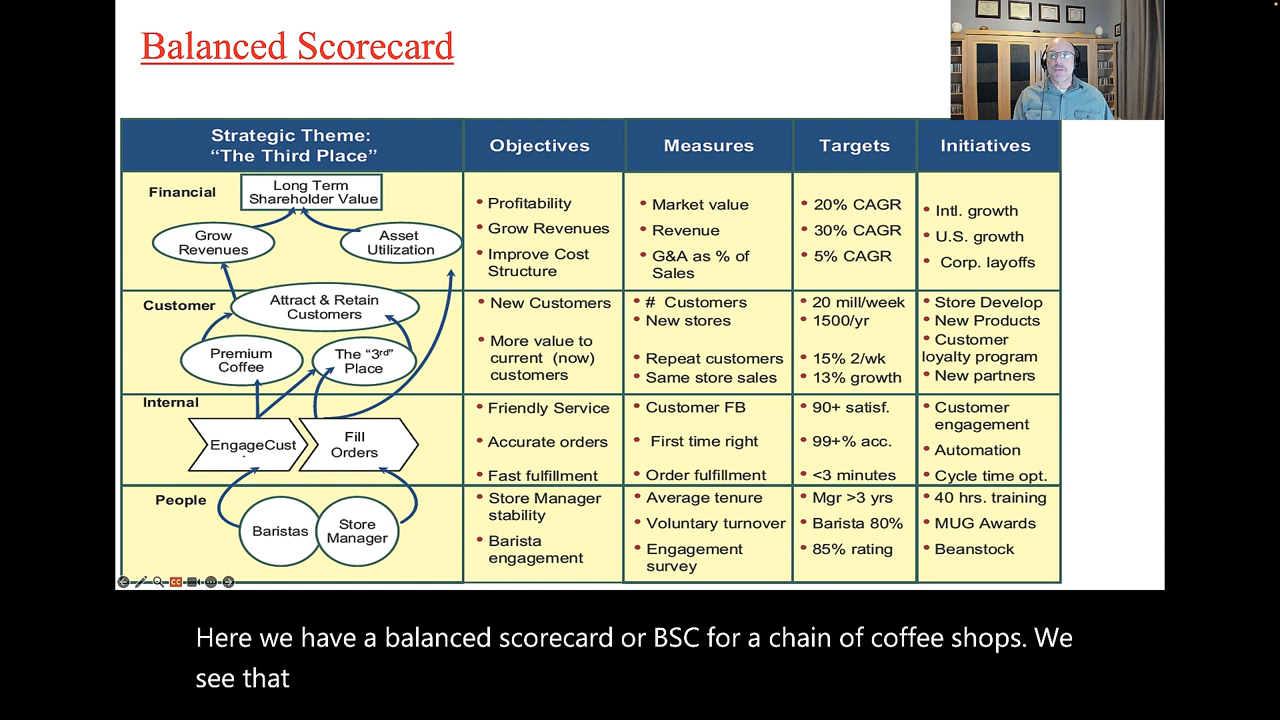 Balanced Scorecard
Strategic Theme:
“The Third Place”
Objectives
Measures
Targets
Initiatives
Financial
Long Term
Shareholder Value
Grow
Revenues
Asset
Utilization
• Profitability
• Grow Revenues
• Improve Cost
Structure
• Market value
• Revenue
• G&A as % of
Sales
• 20% CAGR
• 30% CAGR
• 5% CAGR
• Intl. growth
• U.S. growth
• Corp. layoffs
Customer
Attract & Retain
Customers
Premium
Coffee
The “3rd”
Place
• New Customers
• More value to
current (now)
customers
• # Customers
• New stores
• Repeat customers
• Same store sales
• 20 mill/week
• 1500/yr
• 15% 2/wk
• 13% growth
• Store Develop
• New Products
• Customer
loyalty program
• New partners
Internal
EngageCust
.
Fill
Orders
• Friendly Service
• Accurate orders
• Fast fulfillment
• Customer FB
• First time right
• Order fulfillment
• 90+ satisf.
• 99+% acc.
• <3 minutes
• Customer
engagement
• Automation
• Cycle time opt.
People
Baristas
Store
Manager
• Store Manager
stability
• Barista
engagement
• Average tenure
• Voluntary turnover
• Engagement
survey
• Mgr >3 yrs
• Barista 80%
• 85% rating
• 40 hrs. training
• MUG Awards
• Beanstock
CC
Here we have a balanced scorecard or BSC for a chain of coffee shops. We
see that